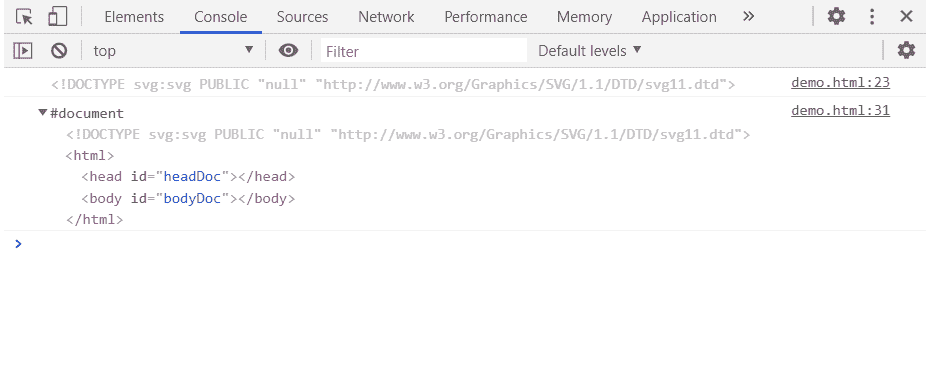 Elements Console Sources Network Performance Memory Application »
top ▼ Filter Default levels ▼
<!DOCTYPE svg:svg PUBLIC "null" "http://www.w3.org/Graphics/SVG/1.1/DTD/svg11.dtd"> demo.html:23
▼#document demo.html:31
<!DOCTYPE svg:svg PUBLIC "null" "http://www.w3.org/Graphics/SVG/1.1/DTD/svg11.dtd">
<html>
<head id="headDoc"></head>
<body id="bodyDoc"></body>
</html>
>